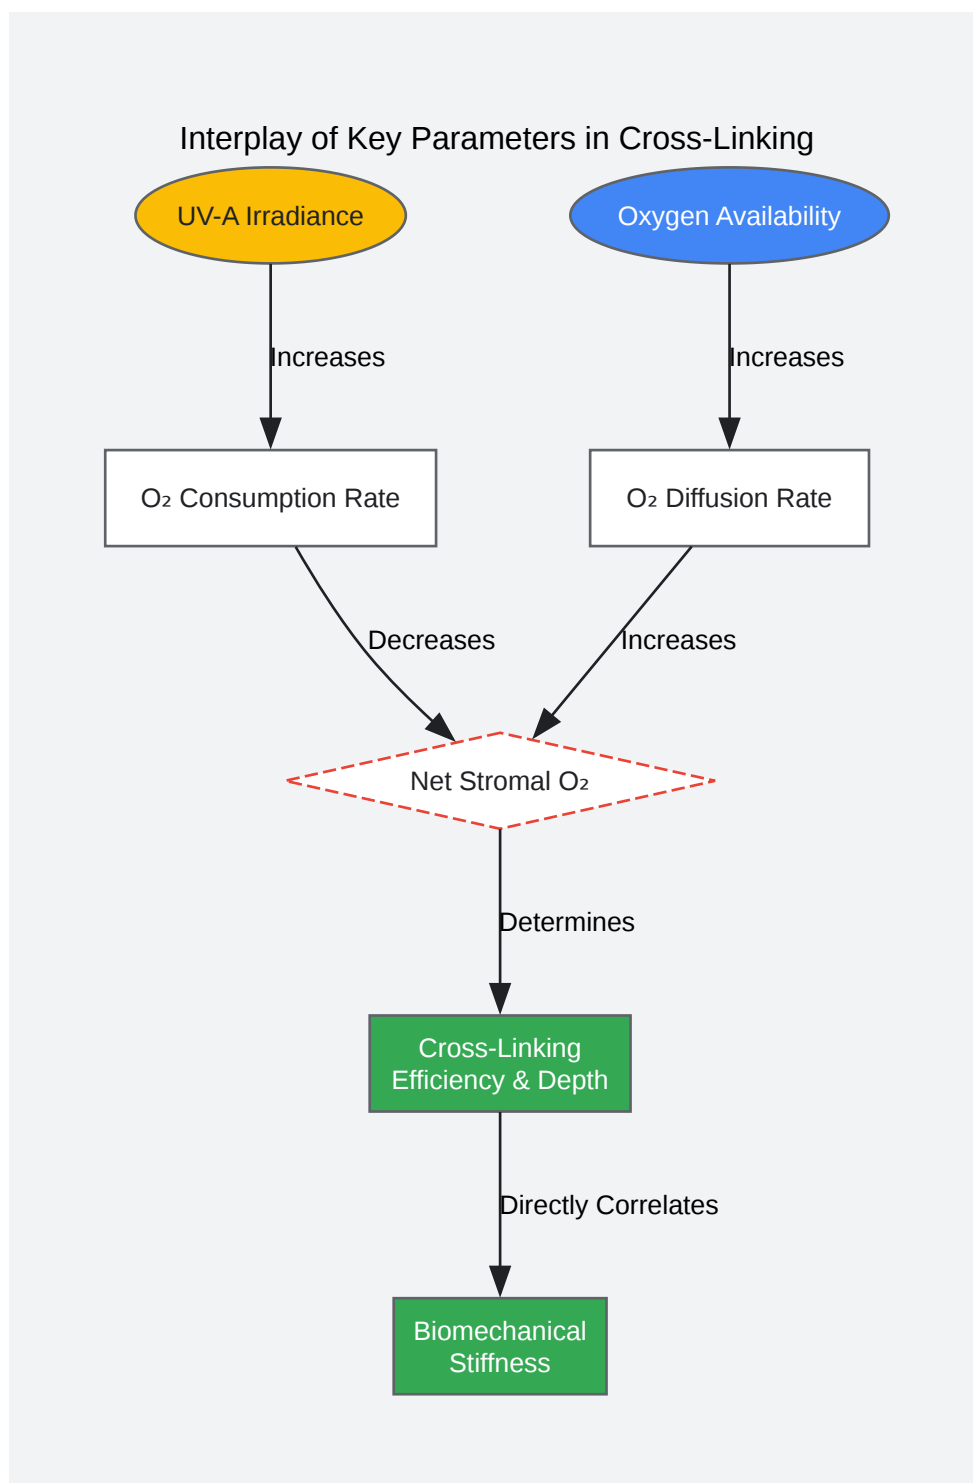 Interplay of Key Parameters in Cross-Linking
UV-A Irradiance
Oxygen Availability
Increases
Increases
O₂ Consumption Rate
O₂ Diffusion Rate
Decreases
Increases
Net Stromal O₂
Determines
Cross-Linking
Efficiency & Depth
Directly Correlates
Biomechanical
Stiffness